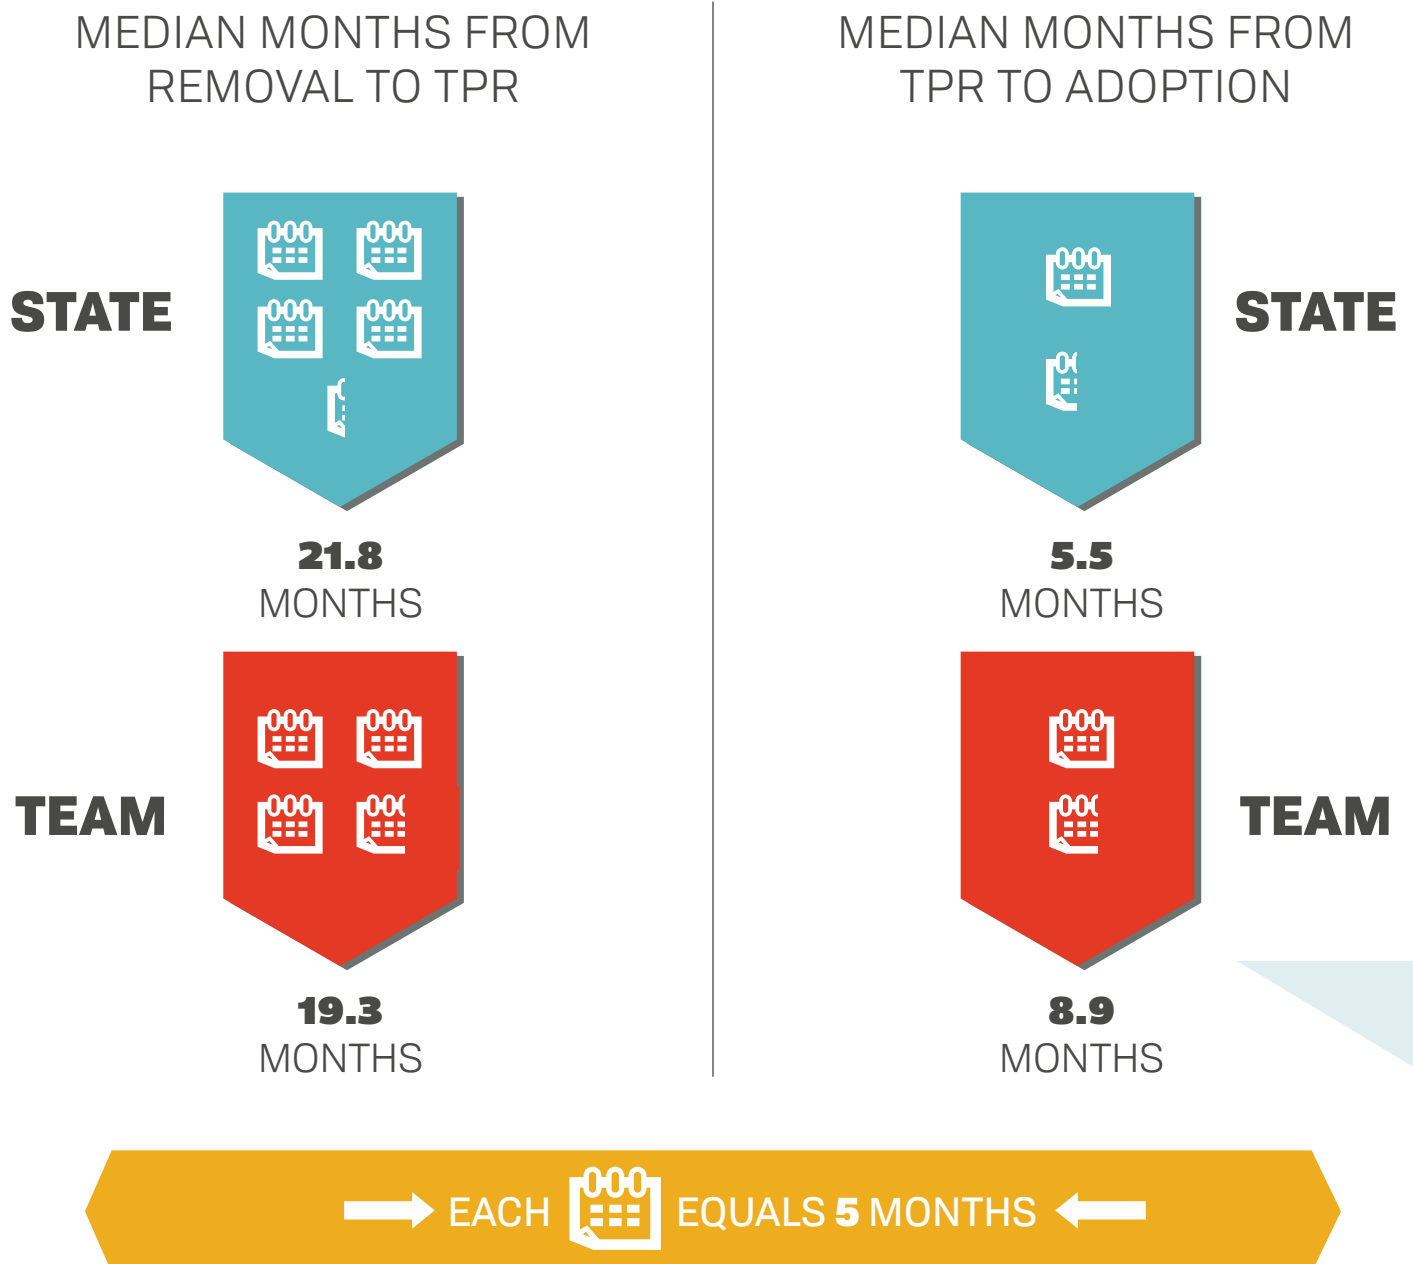 MEDIAN MONTHS FROM
REMOVAL TO TPR
STATE
21.8
MONTHS
TEAM
19.3
MONTHS
MEDIAN MONTHS FROM
TPR TO ADOPTION
STATE
5.5
MONTHS
TEAM
8.9
MONTHS
EACH EQUALS 5 MONTHS